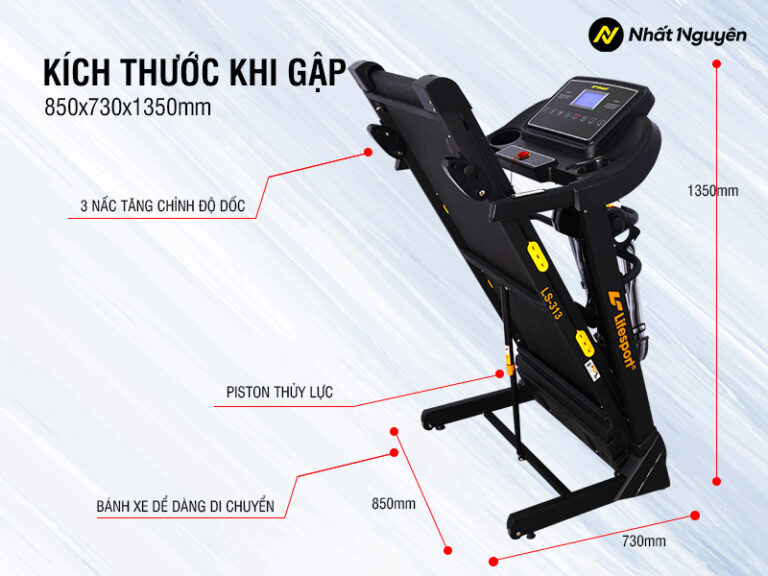 Nhất Nguyên
KÍCH THƯỚC KHI GẬP
850x730x1350mm
1350mm
3 NẤC TĂNG CHỈNH ĐỘ DỐC
LS-313
Lifesport®
PISTON THỦY LỰC
BÁNH XE DỂ DÀNG DI CHUYỂN
850mm
730mm